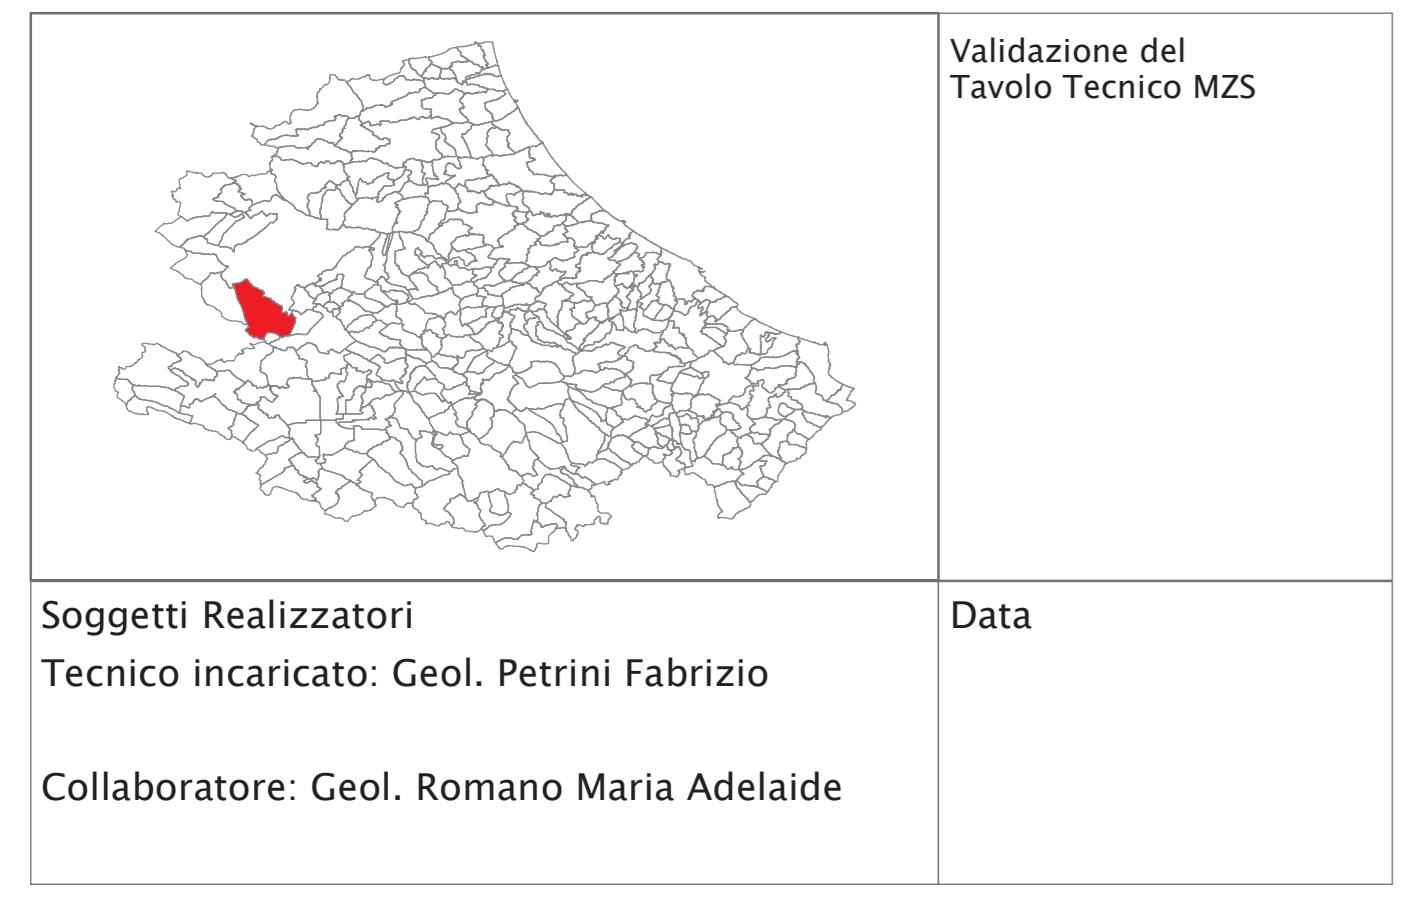 Validazione del
Tavolo Tecnico MZS
Soggetti Realizzatori
Tecnico incaricato: Geol. Petrini Fabrizio
Collaboratore: Geol. Romano Maria Adelaide
Data